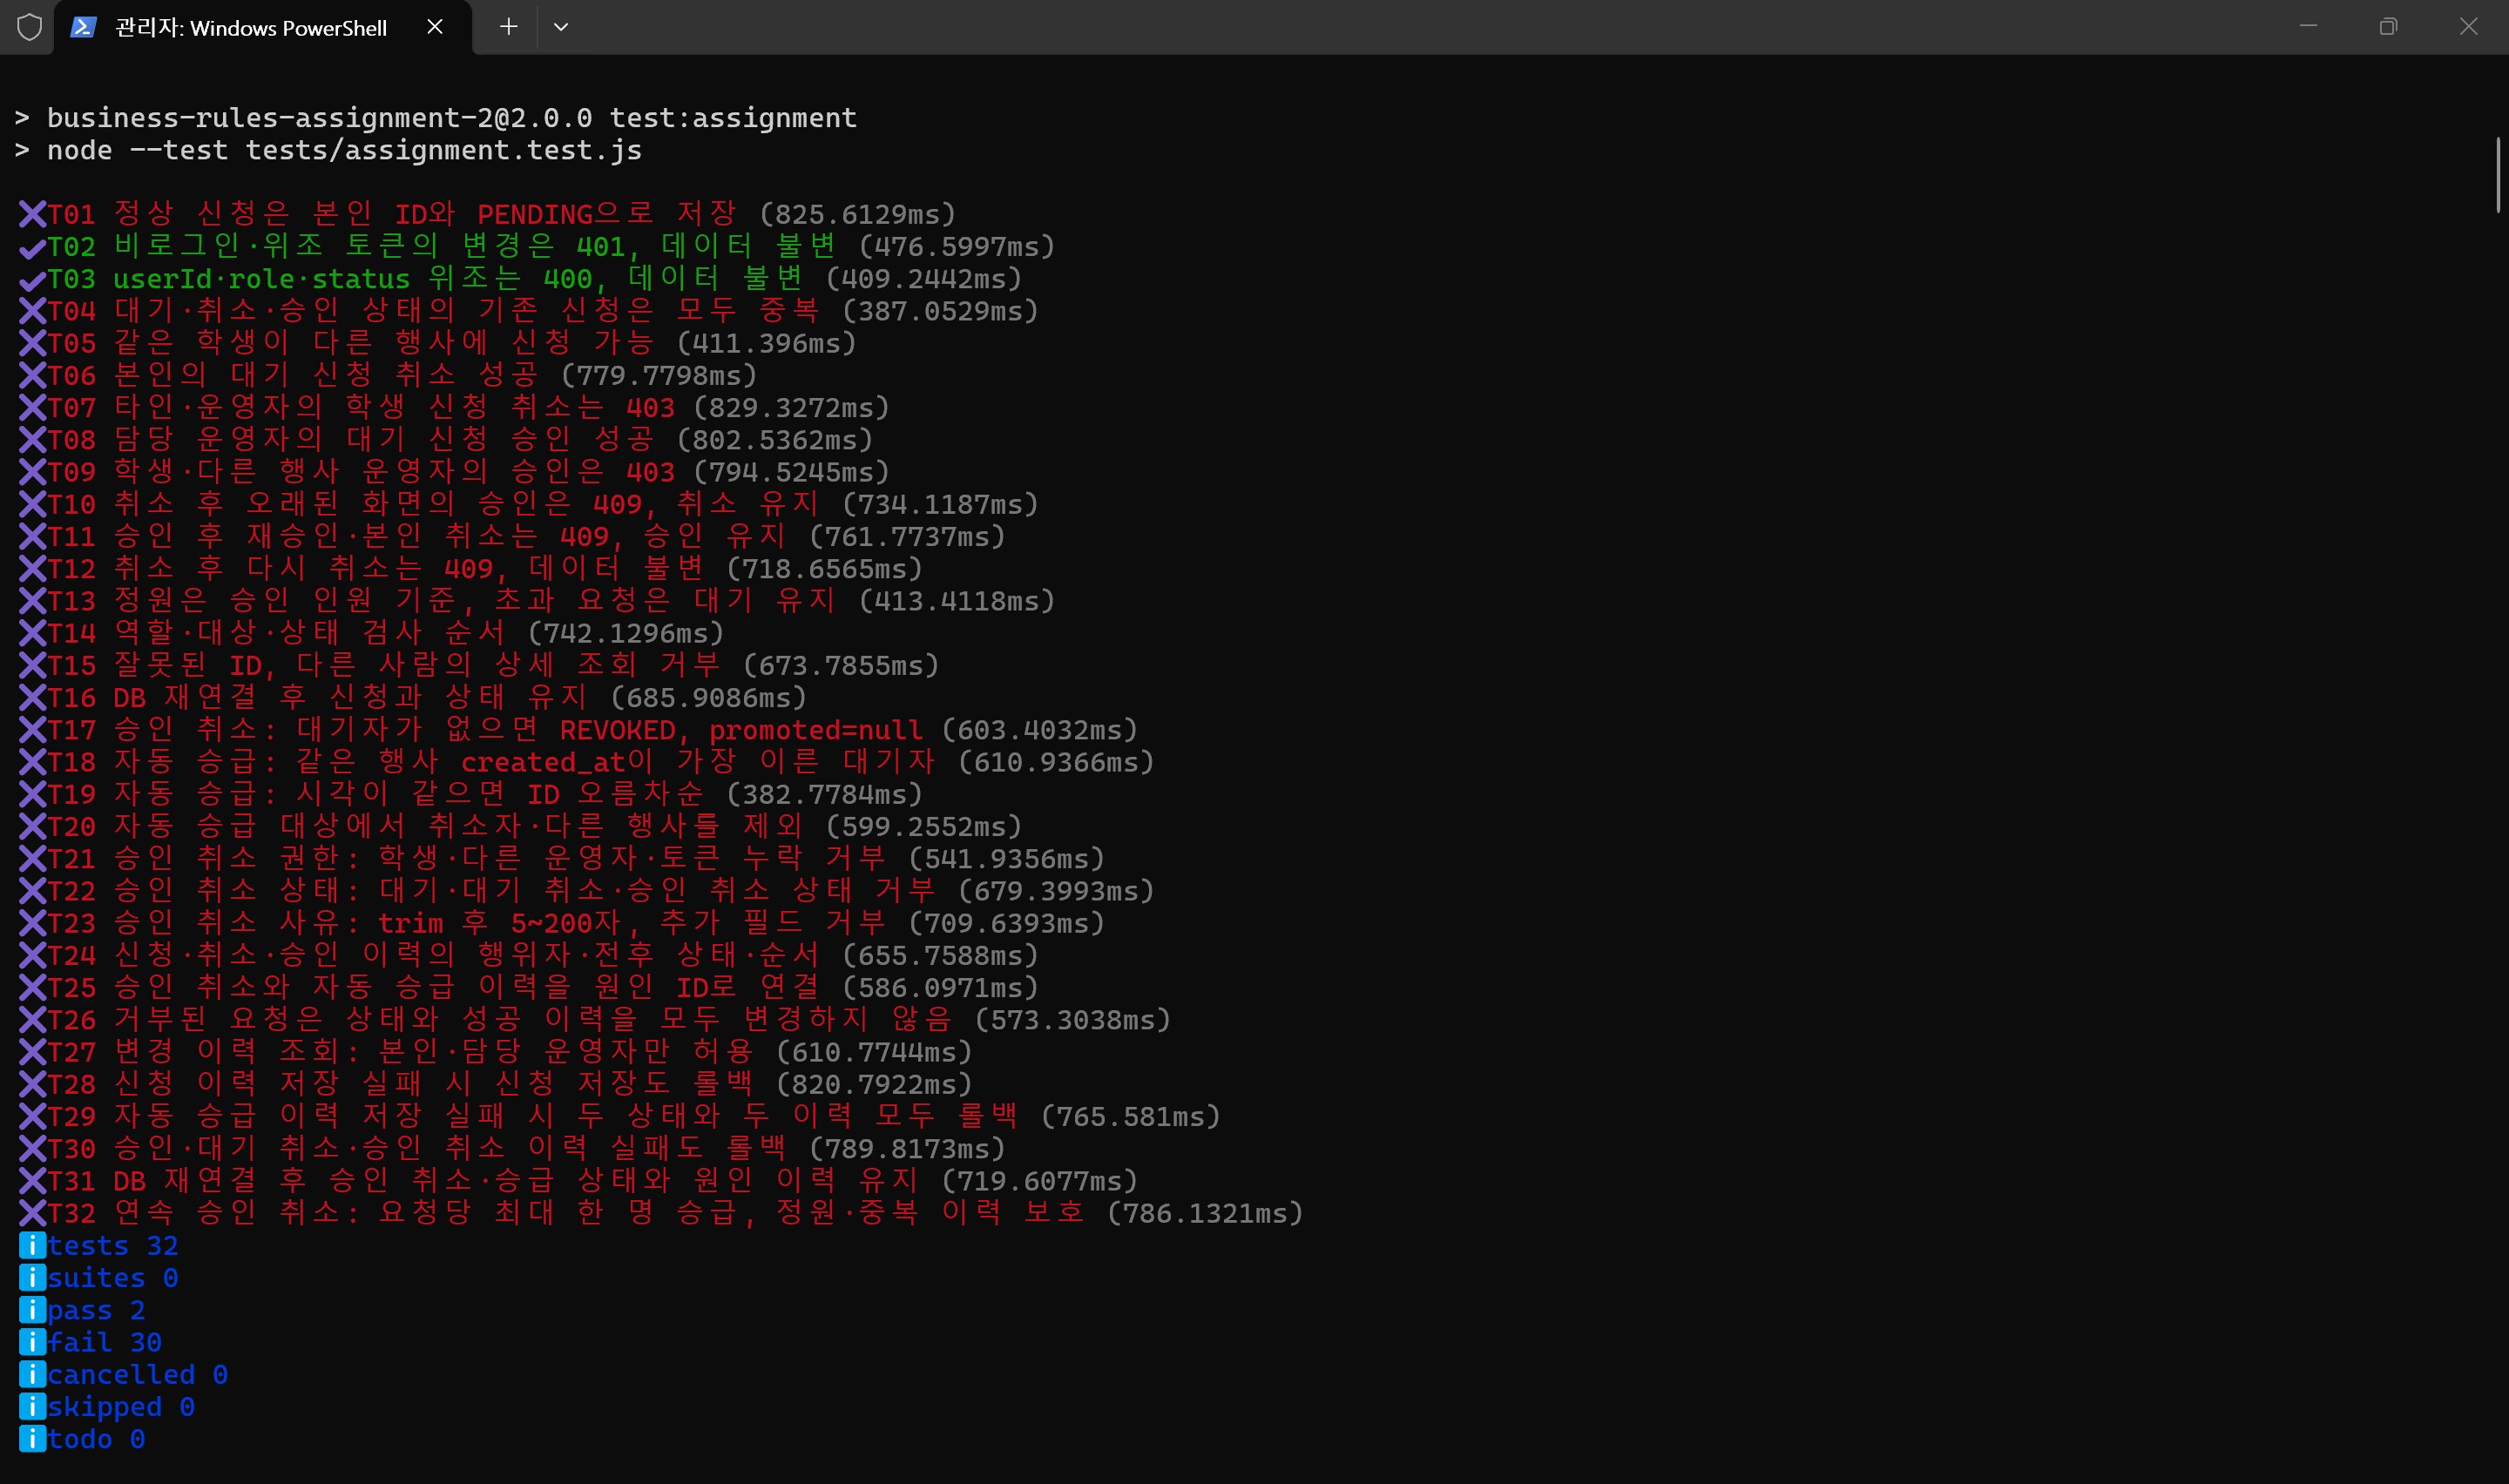 관리자: Windows PowerShell
> business-rules-assignment-2@2.0.0 test:assignment
> node --test tests/assignment.test.js
✖T01 정상 신청은 본인 ID와 PENDING으로 저장 (825.6129ms)
✔T02 비로그인·위조 토큰의 변경은 401, 데이터 불변 (476.5997ms)
✔T03 userId·role·status 위조는 400, 데이터 불변 (409.2442ms)
✖T04 대기·취소·승인 상태의 기존 신청은 모두 중복 (387.0529ms)
✖T05 같은 학생이 다른 행사에 신청 가능 (411.396ms)
✖T06 본인의 대기 신청 취소 성공 (779.7798ms)
✖T07 타인·운영자의 학생 신청 취소는 403 (829.3272ms)
✖T08 담당 운영자의 대기 신청 승인 성공 (802.5362ms)
✖T09 학생·다른 행사 운영자의 승인은 403 (794.5245ms)
✖T10 취소 후 오래된 화면의 승인은 409, 취소 유지 (734.1187ms)
✖T11 승인 후 재승인·본인 취소는 409, 승인 유지 (761.7737ms)
✖T12 취소 후 다시 취소는 409, 데이터 불변 (718.6565ms)
✖T13 정원은 승인 인원 기준, 초과 요청은 대기 유지 (413.4118ms)
✖T14 역할·대상·상태 검사 순서 (742.1296ms)
✖T15 잘못된 ID, 다른 사람의 상세 조회 거부 (673.7855ms)
✖T16 DB 재연결 후 신청과 상태 유지 (685.9086ms)
✖T17 승인 취소: 대기자가 없으면 REVOKED, promoted=null (603.4032ms)
✖T18 자동 승급: 같은 행사 created_at이 가장 이른 대기자 (610.9366ms)
✖T19 자동 승급: 시각이 같으면 ID 오름차순 (382.7784ms)
✖T20 자동 승급 대상에서 취소자·다른 행사를 제외 (599.2552ms)
✖T21 승인 취소 권한: 학생·다른 운영자·토큰 누락 거부 (541.9356ms)
✖T22 승인 취소 상태: 대기·대기 취소·승인 취소 상태 거부 (679.3993ms)
✖T23 승인 취소 사유: trim 후 5~200자, 추가 필드 거부 (709.6393ms)
✖T24 신청·취소·승인 이력의 행위자·전후 상태·순서 (655.7588ms)
✖T25 승인 취소와 자동 승급 이력을 원인 ID로 연결 (586.0971ms)
✖T26 거부된 요청은 상태와 성공 이력을 모두 변경하지 않음 (573.3038ms)
✖T27 변경 이력 조회: 본인·담당 운영자만 허용 (610.7744ms)
✖T28 신청 이력 저장 실패 시 신청 저장도 롤백 (820.7922ms)
✖T29 자동 승급 이력 저장 실패 시 두 상태와 두 이력 모두 롤백 (765.581ms)
✖T30 승인·대기 취소·승인 취소 이력 실패도 롤백 (789.8173ms)
✖T31 DB 재연결 후 승인 취소·승급 상태와 원인 이력 유지 (719.6077ms)
✖T32 연속 승인 취소: 요청당 최대 한 명 승급, 정원·중복 이력 보호 (786.1321ms)
ℹtests 32
ℹsuites 0
ℹpass 2
ℹfail 30
ℹcancelled 0
ℹskipped 0
ℹtodo 0